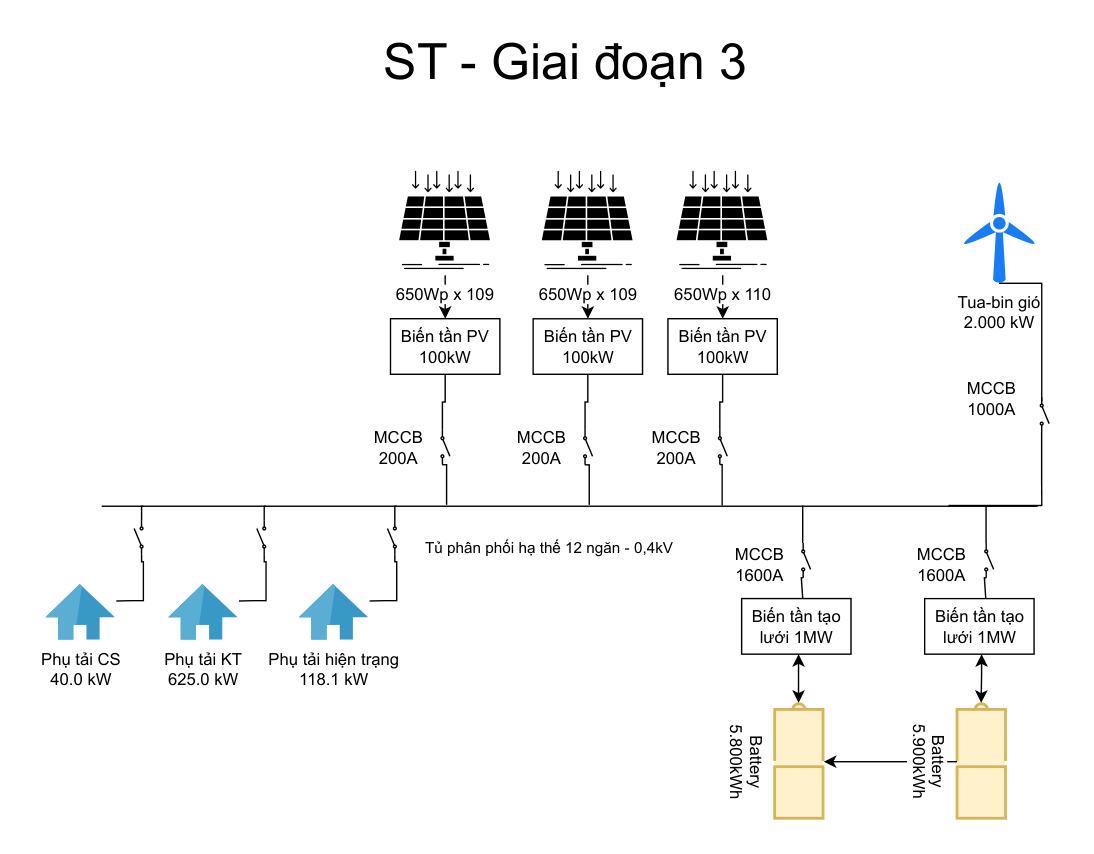 ST - Giai đoạn 3
650Wp x 109
650Wp x 109
650Wp x 110
Biến tần PV
100kW
Biến tần PV
100kW
Biến tần PV
100kW
Tua-bin gió
2.000 kW
MCCB
1000A
MCCB
200A
MCCB
200A
MCCB
200A
Tủ phân phối hạ thế 12 ngăn - 0,4kV
MCCB
1600A
MCCB
1600A
Biến tần tạo
lưới 1MW
Biến tần tạo
lưới 1MW
Phụ tải CS
40.0 kW
Phụ tải KT
625.0 kW
Phụ tải hiện trạng
118.1 kW
Battery
5.800kWh
Battery
5.900kWh